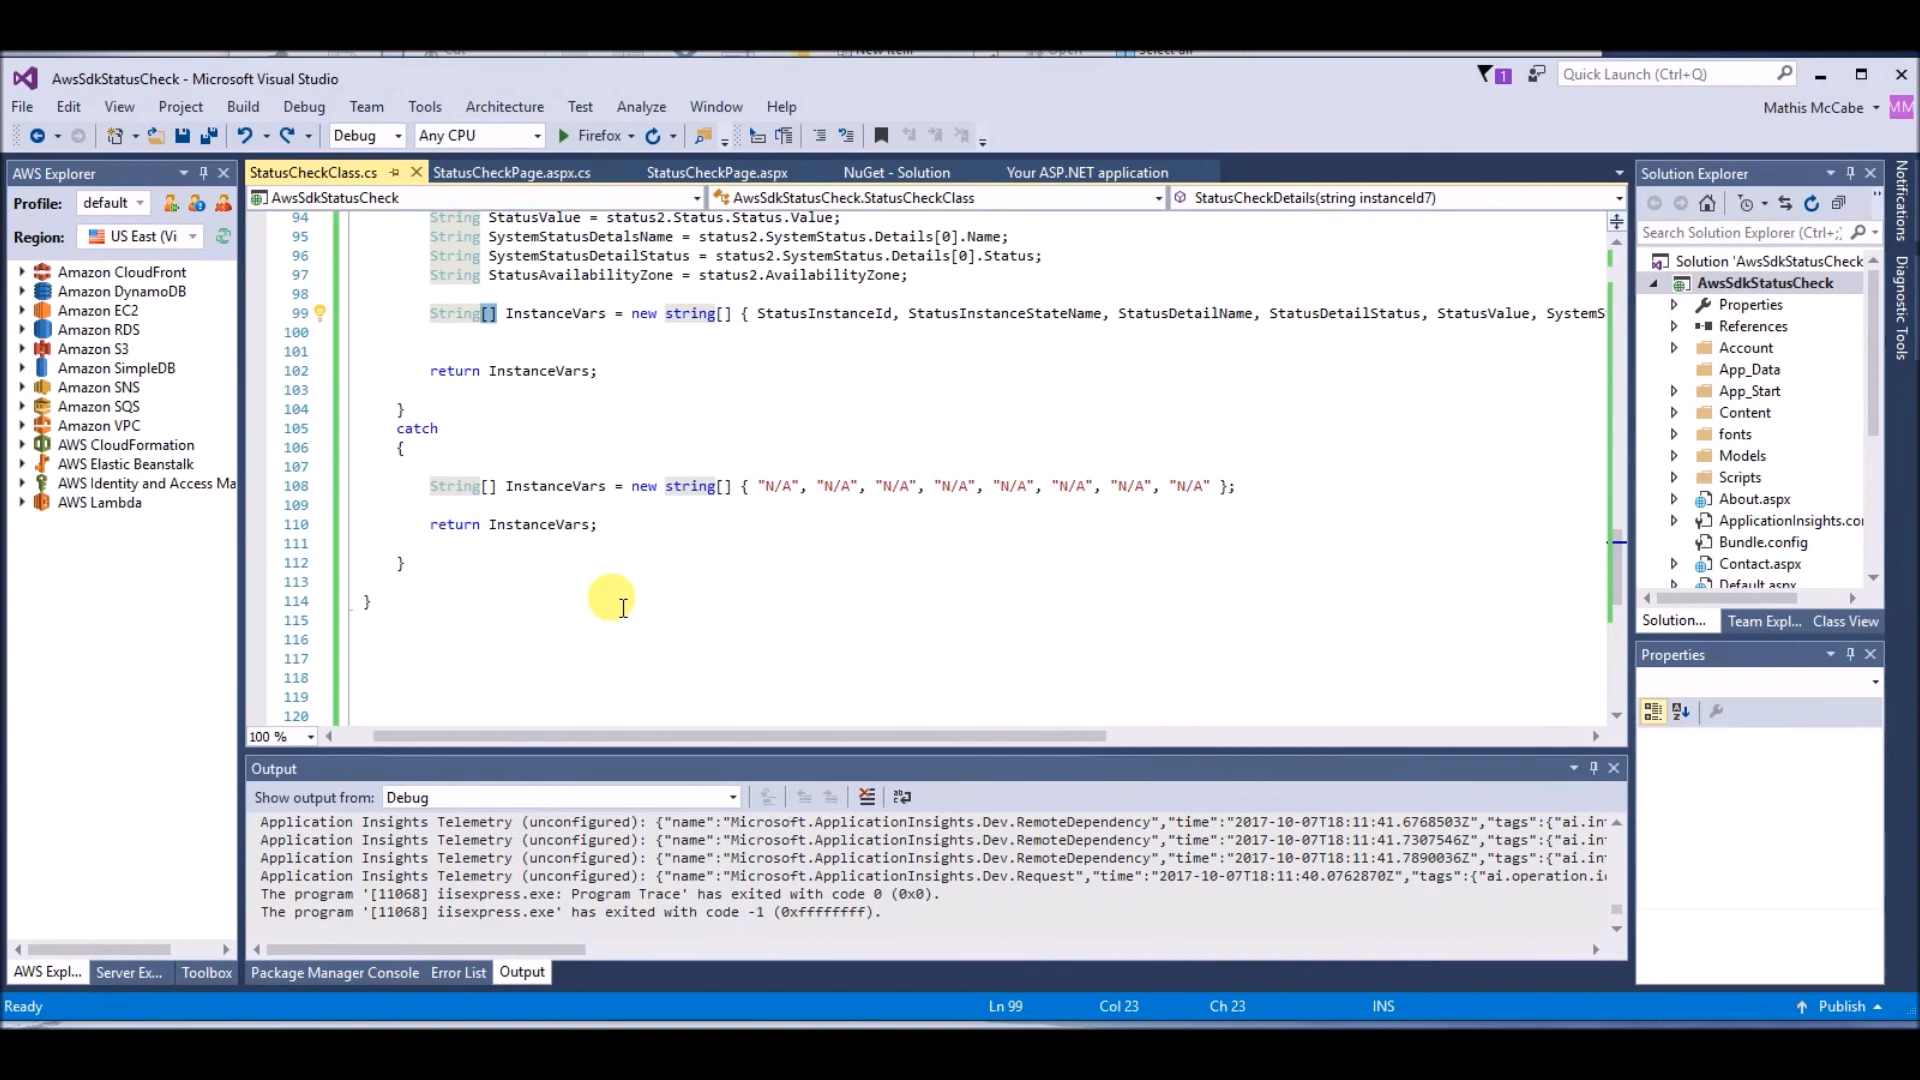 AwsSdkStatusCheck - Microsoft Visual Studio
1
Quick Launch (Ctrl+Q)
File Edit View Project Build Debug Team Tools Architecture Test Analyze Window Help
Mathis McCabe
MM
Debug Any CPU Firefox
AWS Explorer
Profile: default
Region: US East (Vi
Amazon CloudFront
Amazon DynamoDB
Amazon EC2
Amazon RDS
Amazon S3
Amazon SimpleDB
Amazon SNS
Amazon SQS
Amazon VPC
AWS CloudFormation
AWS Elastic Beanstalk
AWS Identity and Access Ma
AWS Lambda
AWS Expl... Server Ex... Toolbox
StatusCheckClass.cs StatusCheckPage.aspx.cs StatusCheckPage.aspx NuGet - Solution Your ASP.NET application
AwsSdkStatusCheck AwsSdkStatusCheck.StatusCheckClass StatusCheckDetails(string instanceId7)
94 String StatusValue = status2.Status.Status.Value;
95 String SystemStatusDetalsName = status2.SystemStatus.Details[0].Name;
96 String SystemStatusDetailStatus = status2.SystemStatus.Details[0].Status;
97 String StatusAvailabilityZone = status2.AvailabilityZone;
98
99 String[] InstanceVars = new string[] { StatusInstanceId, StatusInstanceStateName, StatusDetailName, StatusDetailStatus, StatusValue, SystemS
100
101
102 return InstanceVars;
103
104 }
105 catch
106 {
107
108 String[] InstanceVars = new string[] { "N/A", "N/A", "N/A", "N/A", "N/A", "N/A", "N/A", "N/A" };
109
110 return InstanceVars;
111
112 }
113
114 }
115
116
117
118
119
120
100 %
Output
Show output from: Debug
Application Insights Telemetry (unconfigured): {"name":"Microsoft.ApplicationInsights.Dev.RemoteDependency","time":"2017-10-07T18:11:41.6768503Z","tags":{"ai.in
Application Insights Telemetry (unconfigured): {"name":"Microsoft.ApplicationInsights.Dev.RemoteDependency","time":"2017-10-07T18:11:41.7307546Z","tags":{"ai.in
Application Insights Telemetry (unconfigured): {"name":"Microsoft.ApplicationInsights.Dev.RemoteDependency","time":"2017-10-07T18:11:41.7890036Z","tags":{"ai.in
Application Insights Telemetry (unconfigured): {"name":"Microsoft.ApplicationInsights.Dev.Request","time":"2017-10-07T18:11:40.0762870Z","tags":{"ai.operation.i
The program '[11068] iisexpress.exe: Program Trace' has exited with code 0 (0x0).
The program '[11068] iisexpress.exe' has exited with code -1 (0xffffffff).
Package Manager Console Error List Output
Solution Explorer
Search Solution Explorer (Ctrl+;)
Solution 'AwsSdkStatusCheck
AwsSdkStatusCheck
Properties
References
Account
App_Data
App_Start
Content
fonts
Models
Scripts
About.aspx
ApplicationInsights.co
Bundle.config
Contact.aspx
Default.aspx
Solution... Team Expl... Class View
Properties
Notifications
Diagnostic Tools
Ready Ln 99 Col 23 Ch 23 INS Publish